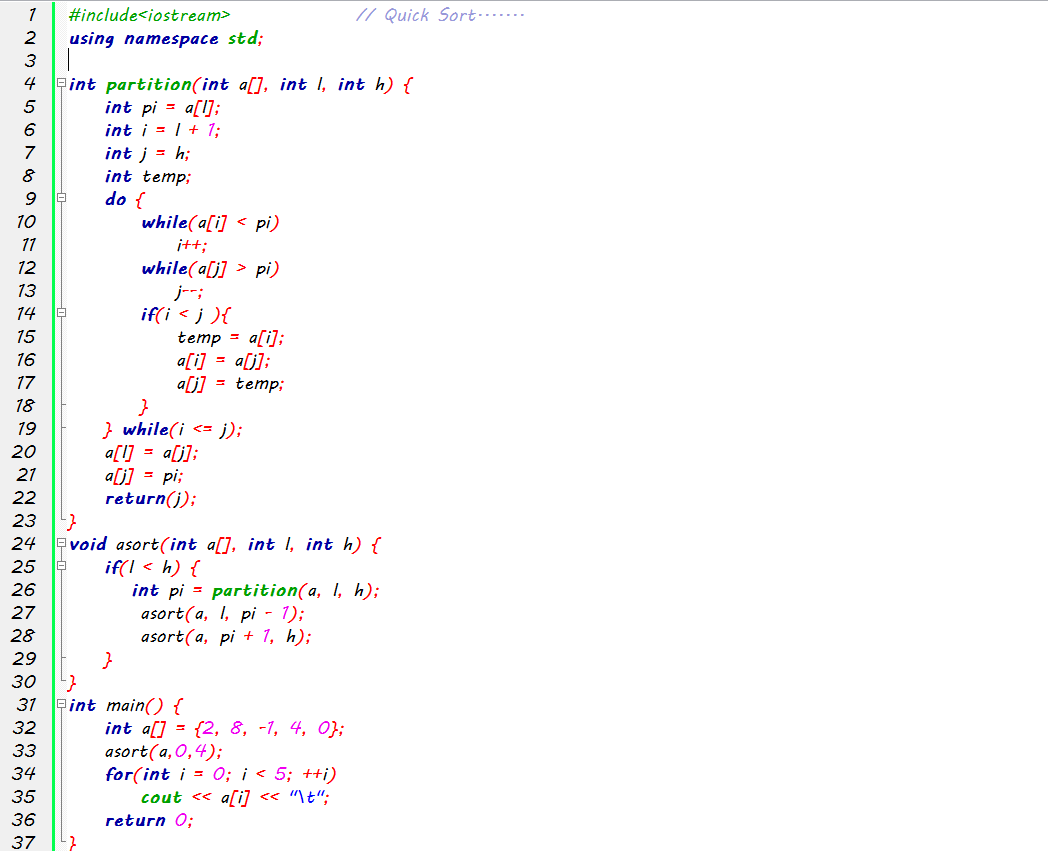 1 #include<iostream> // Quick Sort·······
2 using namespace std;
3
4 int partition(int a[], int l, int h) {
5 int pi = a[l];
6 int i = l + 1;
7 int j = h;
8 int temp;
9 do {
10 while(a[i] < pi)
11 i++;
12 while(a[j] > pi)
13 j--;
14 if(i < j ){
15 temp = a[i];
16 a[i] = a[j];
17 a[j] = temp;
18 }
19 } while(i <= j);
20 a[l] = a[j];
21 a[j] = pi;
22 return(j);
23 }
24 void asort(int a[], int l, int h) {
25 if(l < h) {
26 int pi = partition(a, l, h);
27 asort(a, l, pi - 1);
28 asort(a, pi + 1, h);
29 }
30 }
31 int main() {
32 int a[] = {2, 8, -1, 4, 0};
33 asort(a,0,4);
34 for(int i = 0; i < 5; ++i)
35 cout << a[i] << "\t";
36 return 0;
37 }